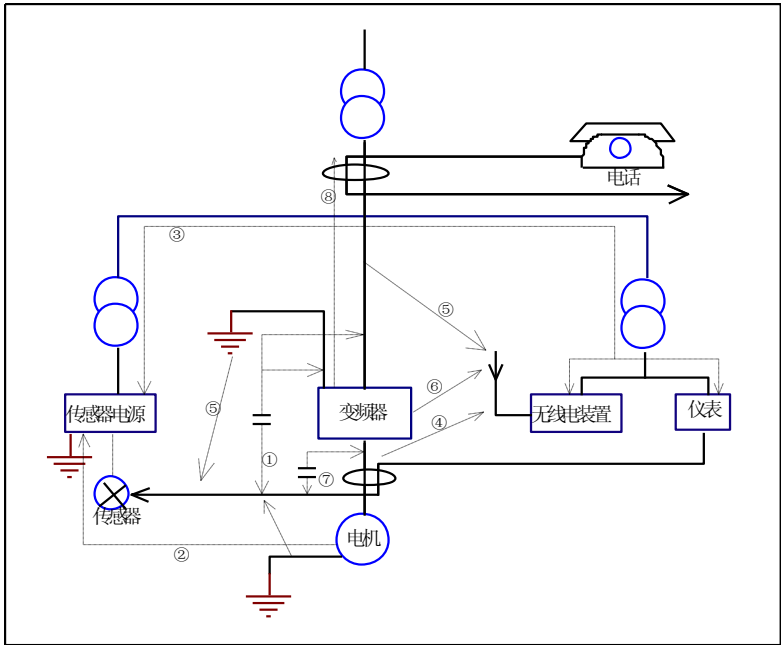 电话
⑧
③
⑤
⑥
⑤
变频器
④
传感器电源
无线电装置
仪表
①
⑦
传感器
②
电机